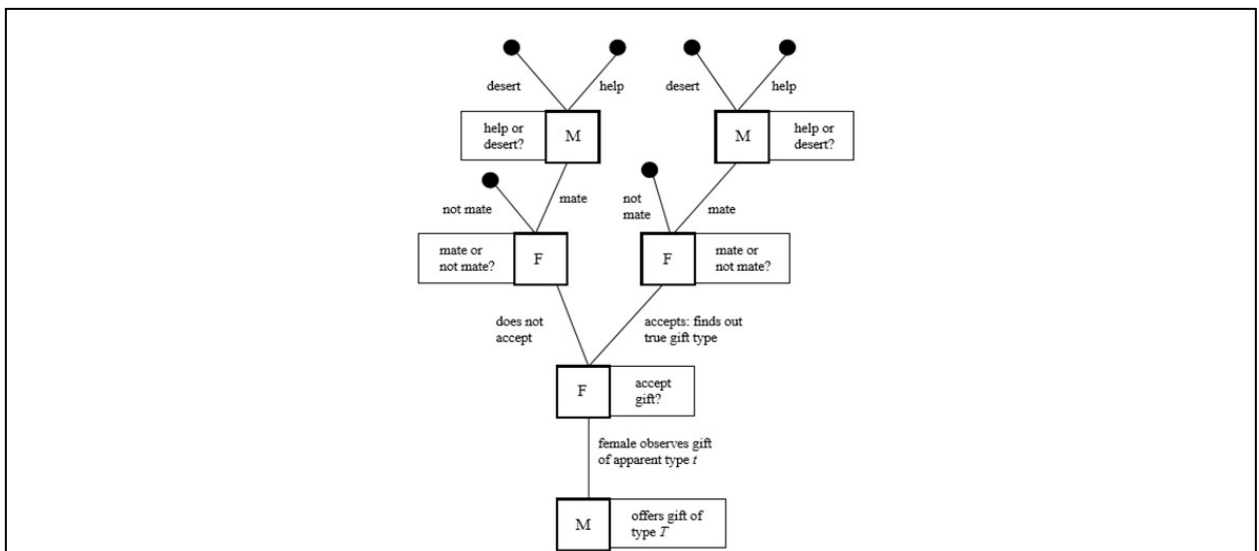 desert
help
desert
help
help or
desert?
M
M
help or
desert?
not mate
mate
not
mate
mate
mate or
not mate?
F
F
mate or
not mate?
does not
accept
accepts: finds out
true gift type
F
accept
gift?
female observes gift
of apparent type t
M
offers gift of
type T